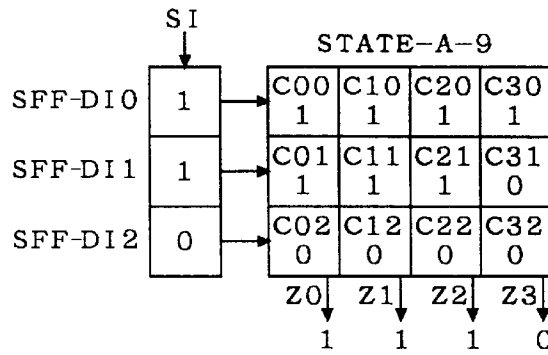 SI
STATE-A-9
SFF-DI0 1 C00 C10 C20 C30
1 1 1 1
SFF-DI1 1 C01 C11 C21 C31
1 1 1 0
SFF-DI2 0 C02 C12 C22 C32
0 0 0 0
Z0 Z1 Z2 Z3
1 1 1 0